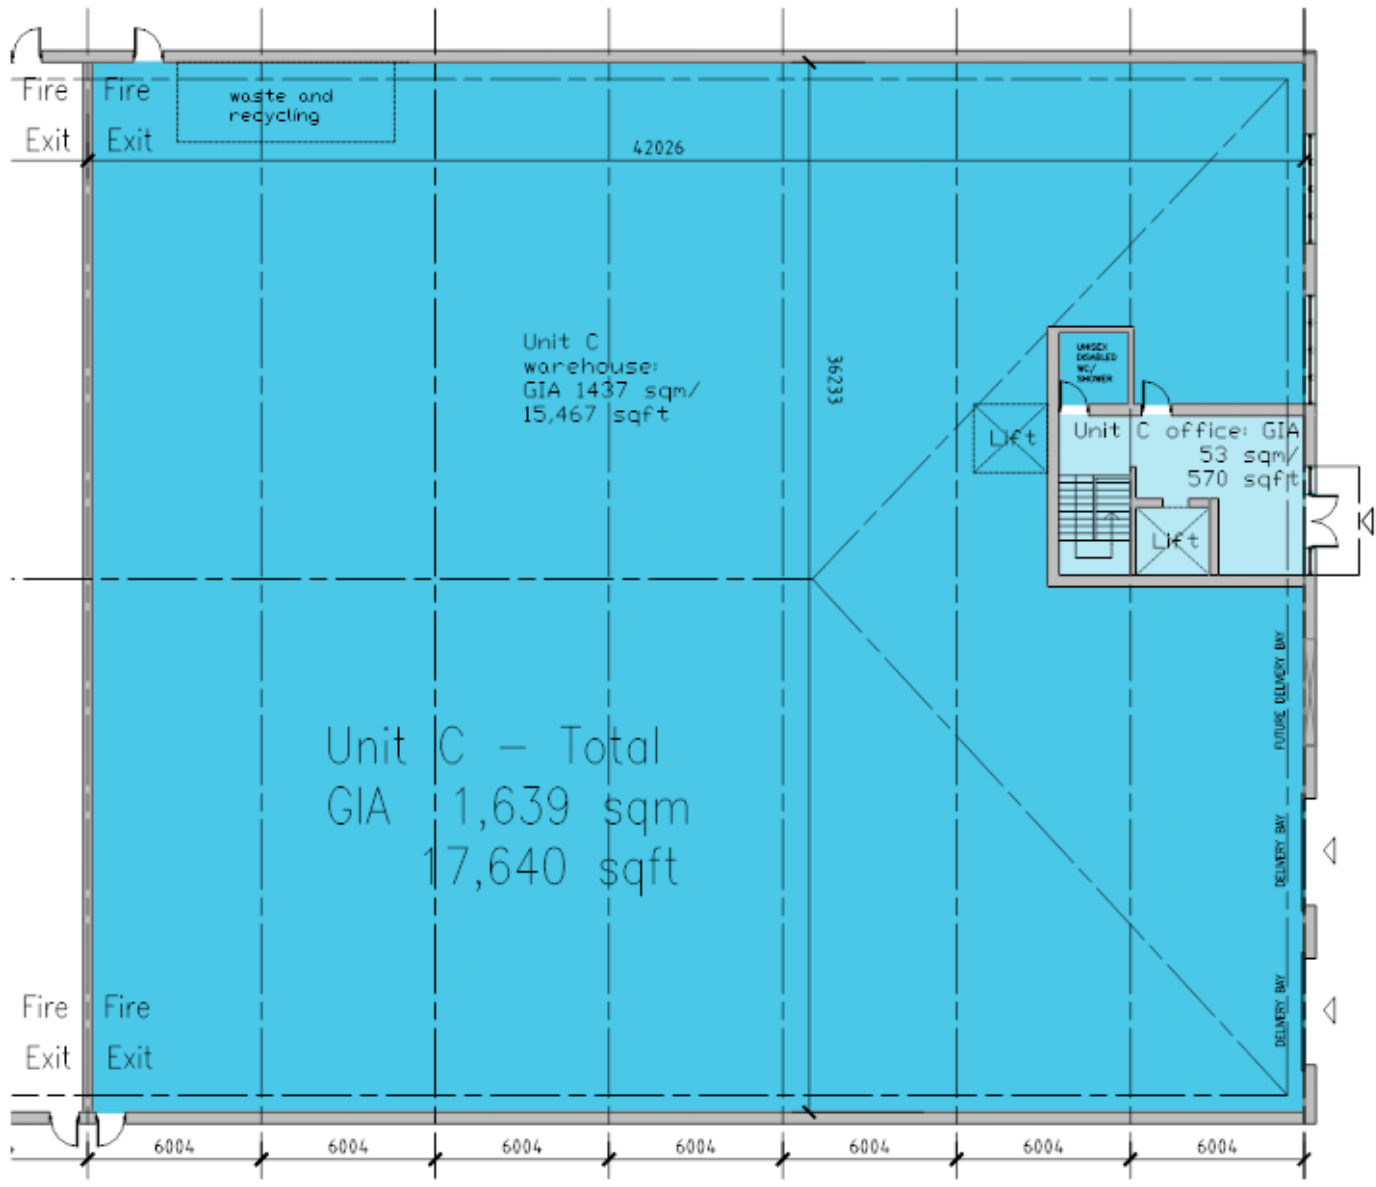 Fire Fire
Exit Exit
waste and
recycling
42026
Unit C
warehouse:
GIA 1437 sqm/
15,467 sqft
36233
UNISEX
DISABLED
WC/
SHOWER
Lift
Unit C office: GIA
53 sqm/
570 sqft
Lift
FUTURE DELIVERY BAY
Unit C - Total
GIA 1,639 sqm
17,640 sqft
DELIVERY BAY
DELIVERY BAY
Fire Fire
Exit Exit
6004 6004 6004 6004 6004 6004 6004